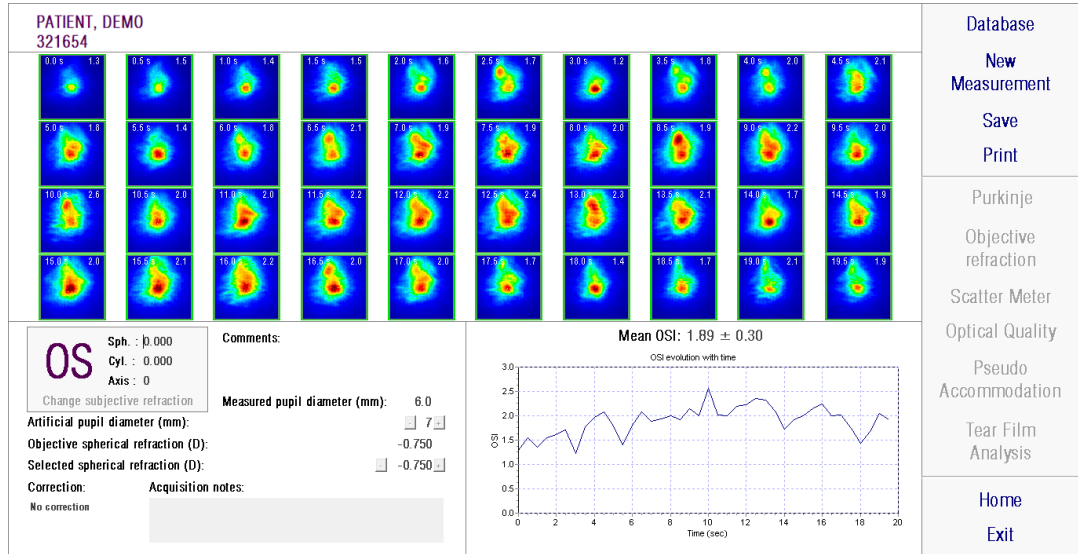 PATIENT, DEMO
321654
0.0 s 1.3 0.5 s 1.5 1.0 s 1.4 1.5 s 1.5 2.0 s 1.6 2.5 s 1.7 3.0 s 1.2 3.5 s 1.8 4.0 s 2.0 4.5 s 2.1
5.0 s 1.8 5.5 s 1.4 6.0 s 1.8 6.5 s 2.1 7.0 s 1.9 7.5 s 1.9 8.0 s 2.0 8.5 s 1.9 9.0 s 2.2 9.5 s 2.0
10.0 s 2.6 10.5 s 2.0 11.0 s 2.0 11.5 s 2.2 12.0 s 2.2 12.5 s 2.4 13.0 s 2.3 13.5 s 2.1 14.0 s 1.7 14.5 s 1.9
15.0 s 2.0 15.5 s 2.1 16.0 s 2.2 16.5 s 2.0 17.0 s 2.0 17.5 s 1.7 18.0 s 1.4 18.5 s 1.7 19.0 s 2.1 19.5 s 1.9
OS
Sph. : 0.000
Cyl. : 0.000
Axis : 0
Change subjective refraction
Comments:
Measured pupil diameter (mm): 6.0
Artificial pupil diameter (mm): - 7 +
Objective spherical refraction (D): -0.750
Selected spherical refraction (D): - -0.750 +
Correction: Acquisition notes:
No correction
Mean OSI: 1.89 ± 0.30
OSI evolution with time
3.0
2.5
2.0
1.5
1.0
0.5
0.0
OSI
0 2 4 6 8 10 12 14 16 18 20
Time (sec)
Database
New
Measurement
Save
Print
Purkinje
Objective
refraction
Scatter Meter
Optical Quality
Pseudo
Accommodation
Tear Film
Analysis
Home
Exit